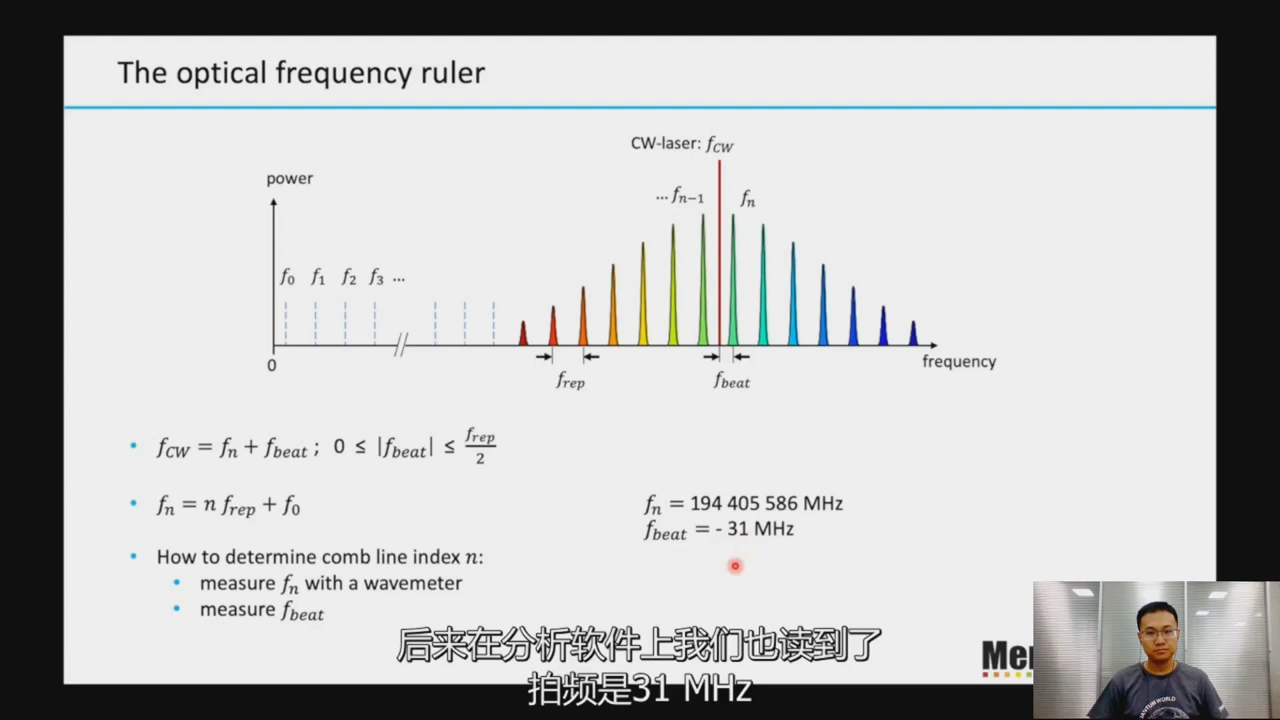 The optical frequency ruler
CW-laser: f_CW
power
... f_{n-1}
f_n
f_0 f_1 f_2 f_3 ...
0
frequency
f_rep
f_beat
• f_CW = f_n + f_beat ; 0 ≤ |f_beat| ≤ f_rep/2
• f_n = n f_rep + f_0
f_n = 194 405 586 MHz
f_beat = - 31 MHz
• How to determine comb line index n:
• measure f_n with a wavemeter
• measure f_beat
后来在分析软件上我们也读到了
拍频是31 MHz